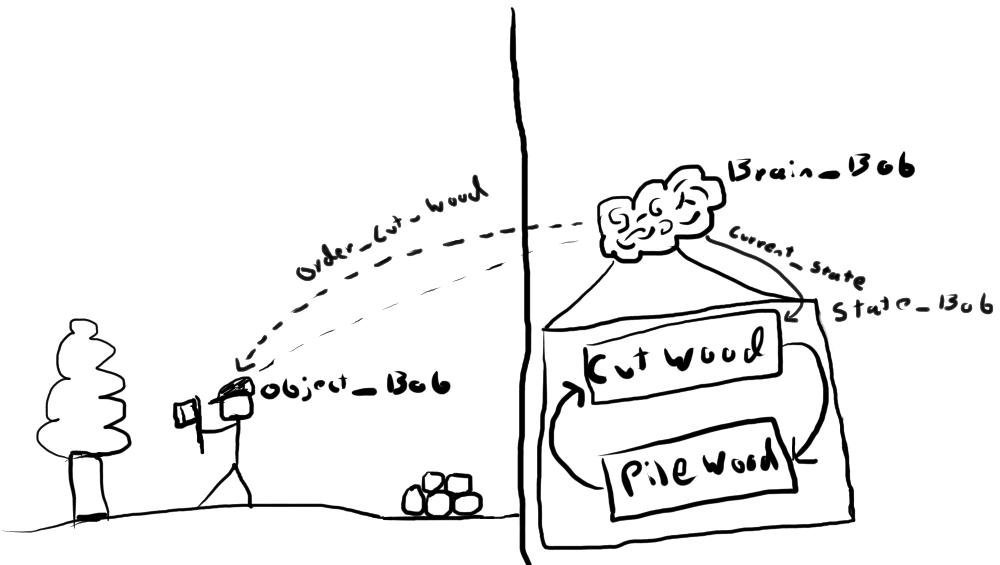 Brain_Bob
order_cut_wood
current_state
State_Bob
Cut wood
object_Bob
Pile wood